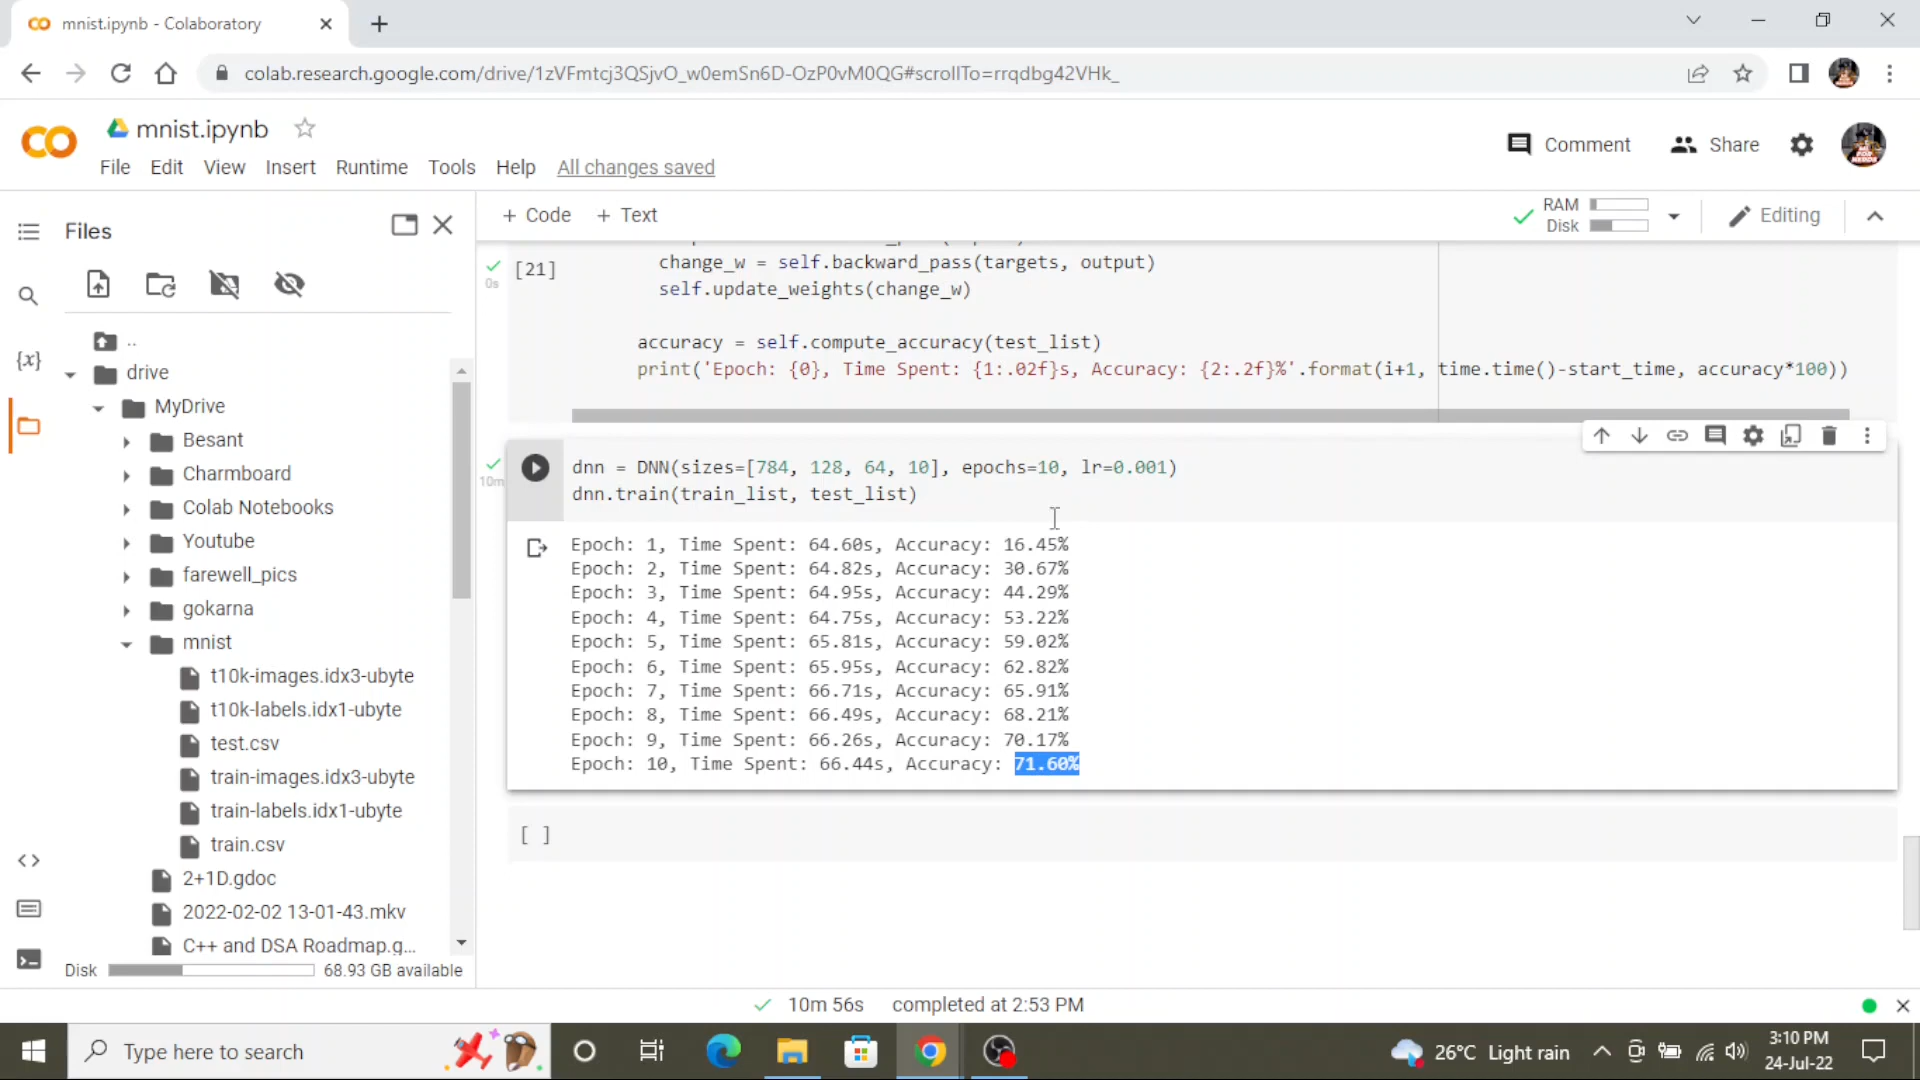 mnist.ipynb - Colaboratory
colab.research.google.com/drive/1zVFmtcj3QSjvO_w0emSn6D-OzP0vM0QG#scrollTo=rrqdbg42VHk_
mnist.ipynb
File Edit View Insert Runtime Tools Help All changes saved
Comment Share
Files
+ Code + Text
RAM
Disk
Editing
..
drive
MyDrive
Besant
Charmboard
Colab Notebooks
Youtube
farewell_pics
gokarna
mnist
t10k-images.idx3-ubyte
t10k-labels.idx1-ubyte
test.csv
train-images.idx3-ubyte
train-labels.idx1-ubyte
train.csv
2+1D.gdoc
2022-02-02 13-01-43.mkv
C++ and DSA Roadmap.g...
Disk 68.93 GB available
0s
[21]
change_w = self.backward_pass(targets, output)
self.update_weights(change_w)
accuracy = self.compute_accuracy(test_list)
print('Epoch: {0}, Time Spent: {1:.02f}s, Accuracy: {2:.2f}%'.format(i+1, time.time()-start_time, accuracy*100))
10m
dnn = DNN(sizes=[784, 128, 64, 10], epochs=10, lr=0.001)
dnn.train(train_list, test_list)
Epoch: 1, Time Spent: 64.60s, Accuracy: 16.45%
Epoch: 2, Time Spent: 64.82s, Accuracy: 30.67%
Epoch: 3, Time Spent: 64.95s, Accuracy: 44.29%
Epoch: 4, Time Spent: 64.75s, Accuracy: 53.22%
Epoch: 5, Time Spent: 65.81s, Accuracy: 59.02%
Epoch: 6, Time Spent: 65.95s, Accuracy: 62.82%
Epoch: 7, Time Spent: 66.71s, Accuracy: 65.91%
Epoch: 8, Time Spent: 66.49s, Accuracy: 68.21%
Epoch: 9, Time Spent: 66.26s, Accuracy: 70.17%
Epoch: 10, Time Spent: 66.44s, Accuracy: 71.60%
[ ]
10m 56s completed at 2:53 PM
Type here to search
26°C Light rain
3:10 PM
24-Jul-22